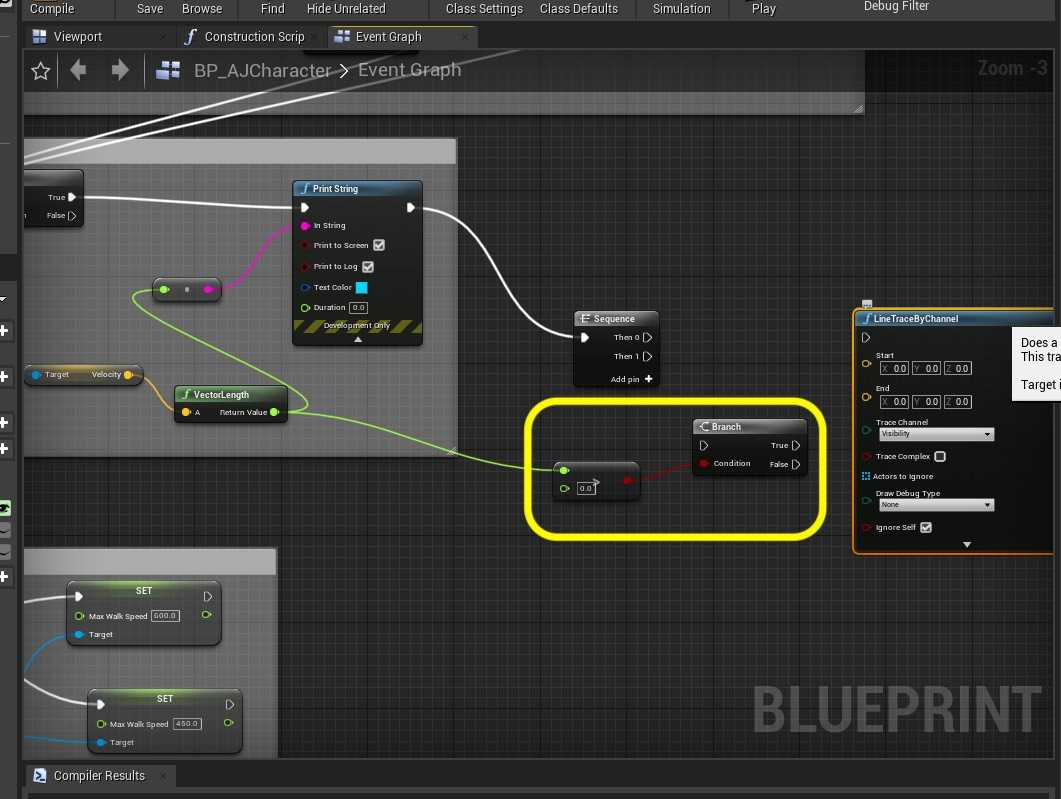 Compile Save Browse Find Hide Unrelated Class Settings Class Defaults Simulation Play Debug Filter
Viewport Construction Scrip Event Graph
BP_AJCharacter > Event Graph Zoom -3
True
False
Print String
In String
Print to Screen
Print to Log
Text Color
Duration 0.0
Development Only
Target Velocity
VectorLength
A Return Value
Sequence
Then 0
Then 1
Add pin +
0.0 >
Branch
True
Condition False
LineTraceByChannel
Start
X 0.0 Y 0.0 Z 0.0
End
X 0.0 Y 0.0 Z 0.0
Trace Channel
Visibility
Trace Complex
Actors to Ignore
Draw Debug Type
None
Ignore Self
Does a
This tra
Target i
SET
Max Walk Speed 600.0
Target
SET
Max Walk Speed 450.0
Target
BLUEPRINT
Compiler Results